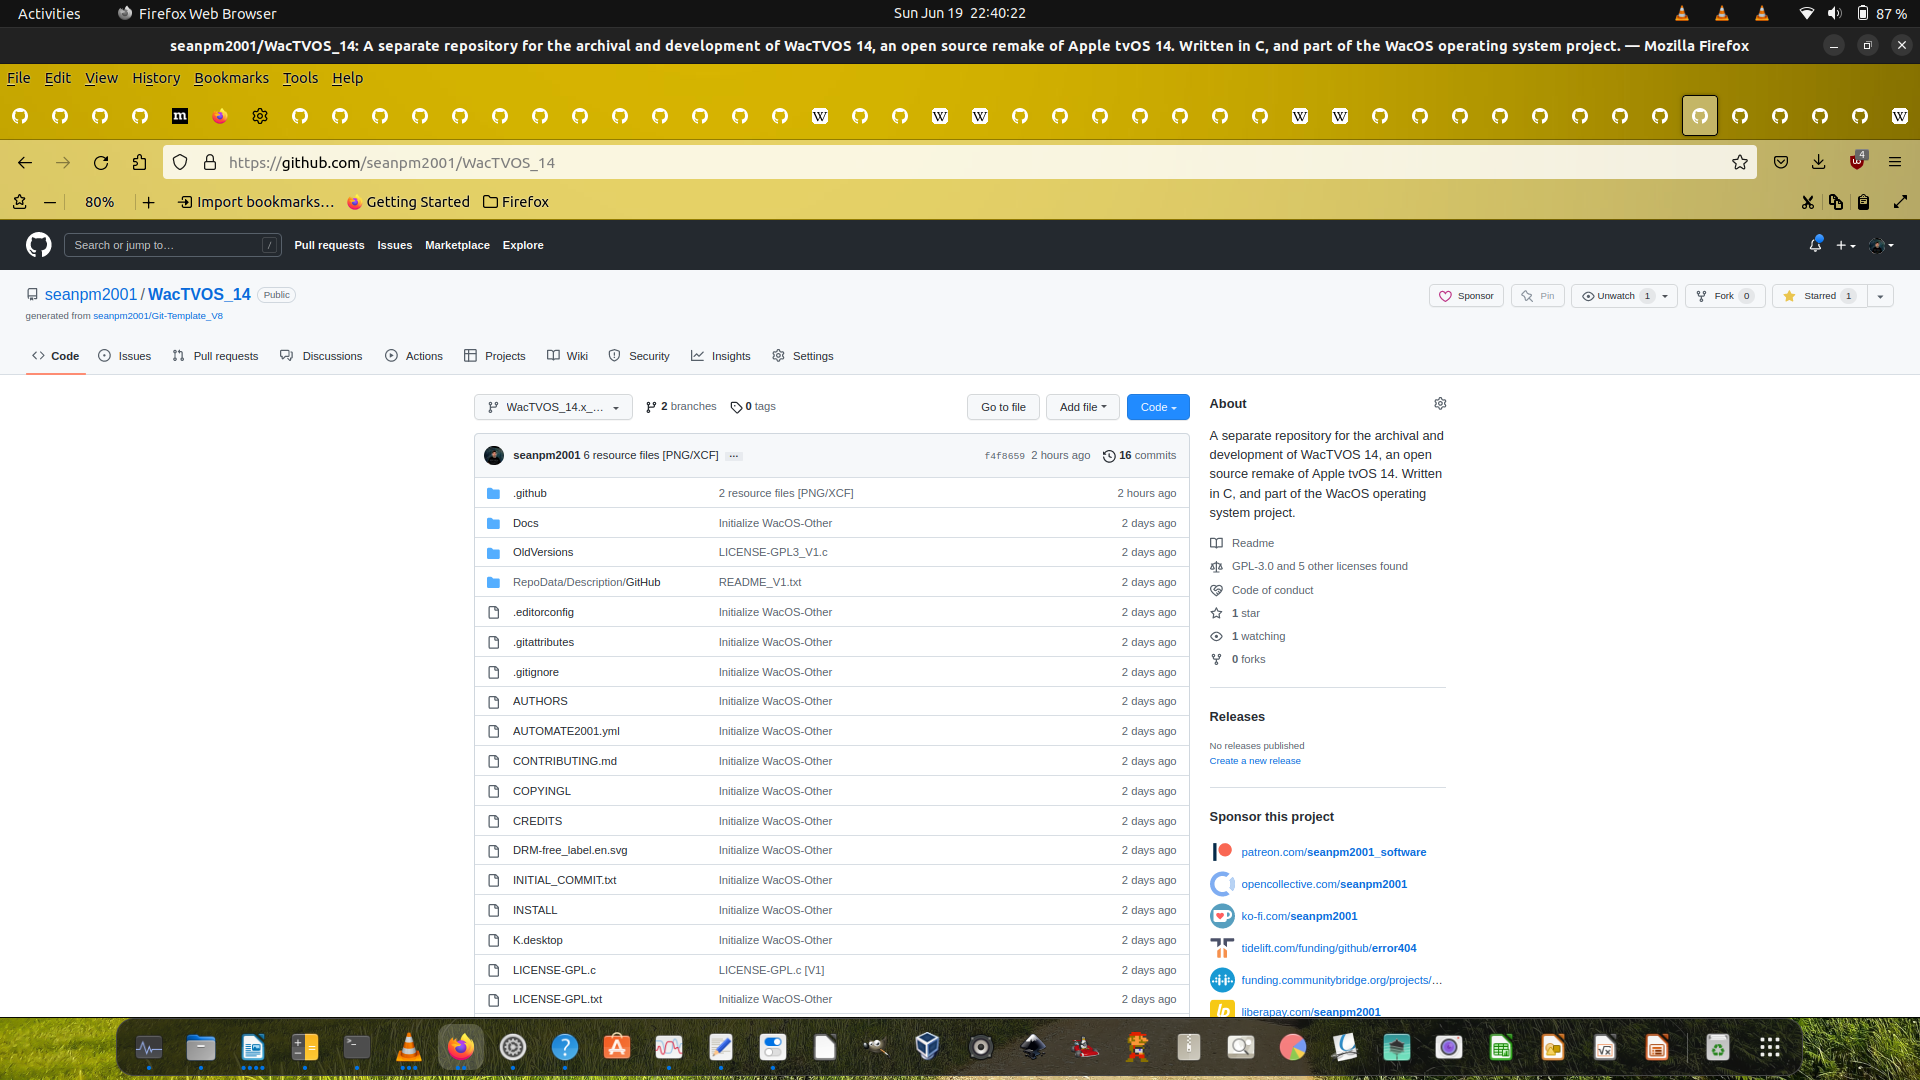 Activities
Firefox Web Browser
Sun Jun 19 22:40:22
87 %
seanpm2001/WacTVOS_14: A separate repository for the archival and development of WacTVOS 14, an open source remake of Apple tvOS 14. Written in C, and part of the WacOS operating system project. — Mozilla Firefox
File Edit View History Bookmarks Tools Help
https://github.com/seanpm2001/WacTVOS_14
4
80%
Import bookmarks…
Getting Started
Firefox
Search or jump to…
/
Pull requests Issues Marketplace Explore
seanpm2001 / WacTVOS_14
Public
Sponsor
Pin
Unwatch 1
Fork 0
Starred 1
generated from seanpm2001/Git-Template_V8
Code
Issues
Pull requests
Discussions
Actions
Projects
Wiki
Security
Insights
Settings
WacTVOS_14.x_…
2 branches
0 tags
Go to file
Add file
Code
seanpm2001 6 resource files [PNG/XCF] …
f4f8659 2 hours ago
16 commits
.github 2 resource files [PNG/XCF] 2 hours ago
Docs Initialize WacOS-Other 2 days ago
OldVersions LICENSE-GPL3_V1.c 2 days ago
RepoData/Description/GitHub README_V1.txt 2 days ago
.editorconfig Initialize WacOS-Other 2 days ago
.gitattributes Initialize WacOS-Other 2 days ago
.gitignore Initialize WacOS-Other 2 days ago
AUTHORS Initialize WacOS-Other 2 days ago
AUTOMATE2001.yml Initialize WacOS-Other 2 days ago
CONTRIBUTING.md Initialize WacOS-Other 2 days ago
COPYINGL Initialize WacOS-Other 2 days ago
CREDITS Initialize WacOS-Other 2 days ago
DRM-free_label.en.svg Initialize WacOS-Other 2 days ago
INITIAL_COMMIT.txt Initialize WacOS-Other 2 days ago
INSTALL Initialize WacOS-Other 2 days ago
K.desktop Initialize WacOS-Other 2 days ago
LICENSE-GPL.c LICENSE-GPL.c [V1] 2 days ago
LICENSE-GPL.txt Initialize WacOS-Other 2 days ago
About
A separate repository for the archival and
development of WacTVOS 14, an open
source remake of Apple tvOS 14. Written
in C, and part of the WacOS operating
system project.
Readme
GPL-3.0 and 5 other licenses found
Code of conduct
1 star
1 watching
0 forks
Releases
No releases published
Create a new release
Sponsor this project
patreon.com/seanpm2001_software
opencollective.com/seanpm2001
ko-fi.com/seanpm2001
tidelift.com/funding/github/error404
funding.communitybridge.org/projects/…
liberapay.com/seanpm2001